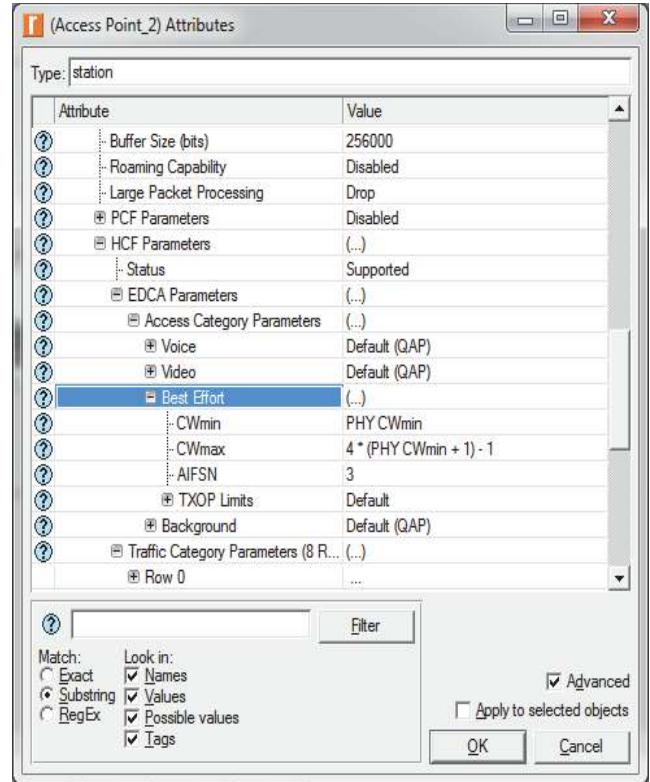 (Access Point_2) Attributes
Type: station
Attribute Value
Buffer Size (bits) 256000
Roaming Capability Disabled
Large Packet Processing Drop
PCF Parameters Disabled
HCF Parameters (...)
Status Supported
EDCA Parameters (...)
Access Category Parameters (...)
Voice Default (QAP)
Video Default (QAP)
Best Effort (...)
CWmin PHY CWmin
CWmax 4 * (PHY CWmin + 1) - 1
AIFSN 3
TXOP Limits Default
Background Default (QAP)
Traffic Category Parameters (8 R... (...)
Row 0 ...
Filter
Match: Look in:
Exact Names
Substring Values
RegEx Possible values
Tags
Advanced
Apply to selected objects
OK Cancel